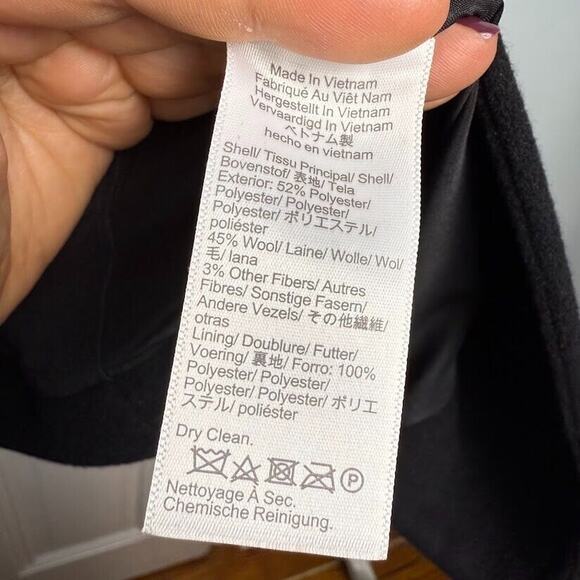 Made In Vietnam
Fabriqué Au Viêt Nam
Hergestellt In Vietnam
Vervaardigd In Vietnam
ベトナム製
hecho en vietnam
Shell/ Tissu Principal/ Shell/
Bovenstof/ 表地/ Tela
Exterior: 52% Polyester/
Polyester/ Polyester/
Polyester/ ポリエステル/
poliéster
45% Wool/ Laine/ Wolle/ Wol/
毛/ lana
3% Other Fibers/ Autres
Fibres/ Sonstige Fasern/
Andere Vezels/ その他繊維/
otras
Lining/ Doublure/ Futter/
Voering/ 裏地/ Forro: 100%
Polyester/ Polyester/
Polyester/ Polyester/ ポリエ
ステル/ poliéster
Dry Clean.
P
Nettoyage À Sec.
Chemische Reinigung.